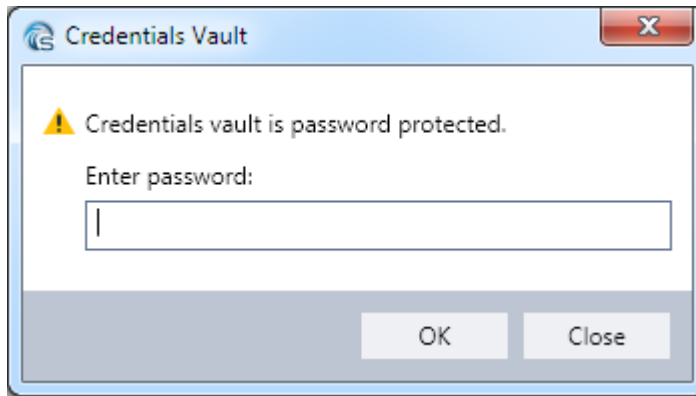 Credentials Vault
Credentials vault is password protected.
Enter password:
OK Close